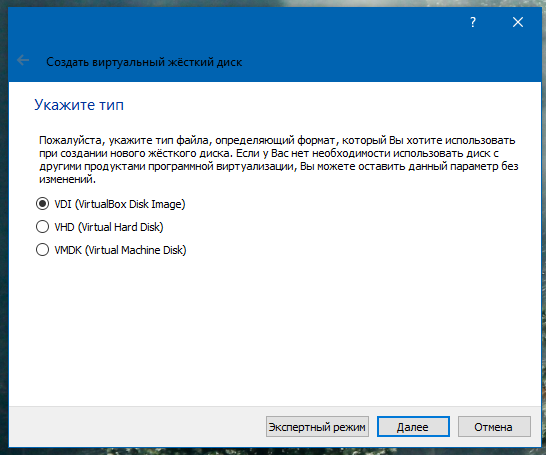 ?
Создать виртуальный жёсткий диск
Укажите тип
Пожалуйста, укажите тип файла, определяющий формат, который Вы хотите использовать
при создании нового жёсткого диска. Если у Вас нет необходимости использовать диск с
другими продуктами программной виртуализации, Вы можете оставить данный параметр без
изменений.
VDI (VirtualBox Disk Image)
VHD (Virtual Hard Disk)
VMDK (Virtual Machine Disk)
Экспертный режим Далее Отмена